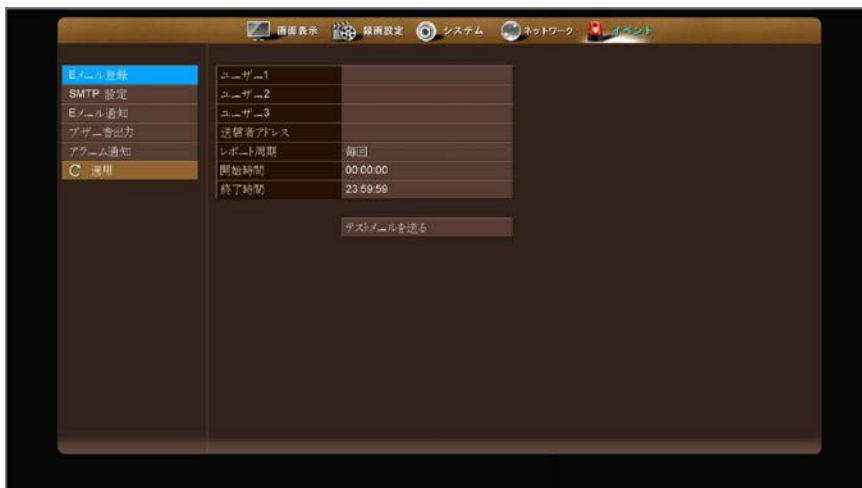 画面表示 録画設定 システム ネットワーク イベント
Eメール登録
SMTP 設定
Eメール通知
ブザー音出力
アラーム通知
適用
ユーザー1
ユーザー2
ユーザー3
送信者アドレス
レポート周期 毎回
開始時間 00:00:00
終了時間 23:59:59
テストメールを送る